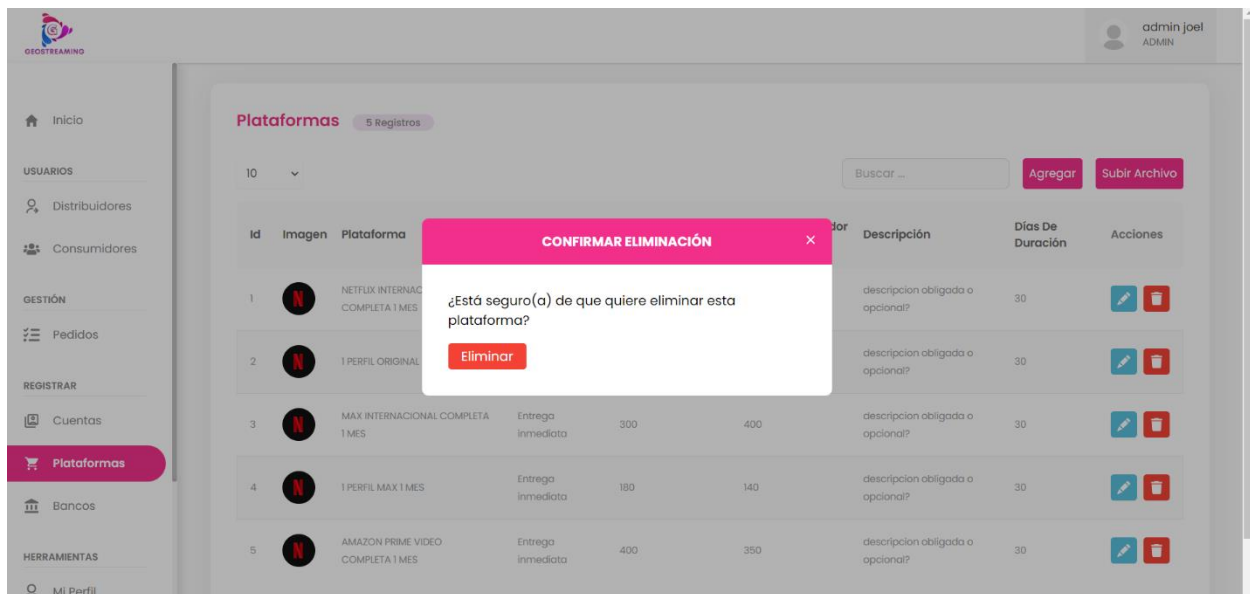 GEOSTREAMING
admin joel
ADMIN
Inicio
USUARIOS
Distribuidores
Consumidores
GESTIÓN
Pedidos
REGISTRAR
Cuentas
Plataformas
Bancos
HERRAMIENTAS
Mi Perfil
Plataformas 5 Registros
10 Buscar ... Agregar Subir Archivo
Id Imagen Plataforma Descripción Días De Duración Acciones
CONFIRMAR ELIMINACIÓN ×
¿Está seguro(a) de que quiere eliminar esta
plataforma?
Eliminar
1 N NETFLIX
COMPLETA 1 MES
descripcion obligada o
opcional?
30
2 N 1 PERFIL ORIGINAL
descripcion obligada o
opcional?
30
3 N MAX INTERNACIONAL COMPLETA
1 MES
Entrega
inmediata
300
400
descripcion obligada o
opcional?
30
4 N 1 PERFIL MAX 1 MES
Entrega
inmediata
180
140
descripcion obligada o
opcional?
30
5 N AMAZON PRIME VIDEO
COMPLETA 1 MES
Entrega
inmediata
400
350
descripcion obligada o
opcional?
30